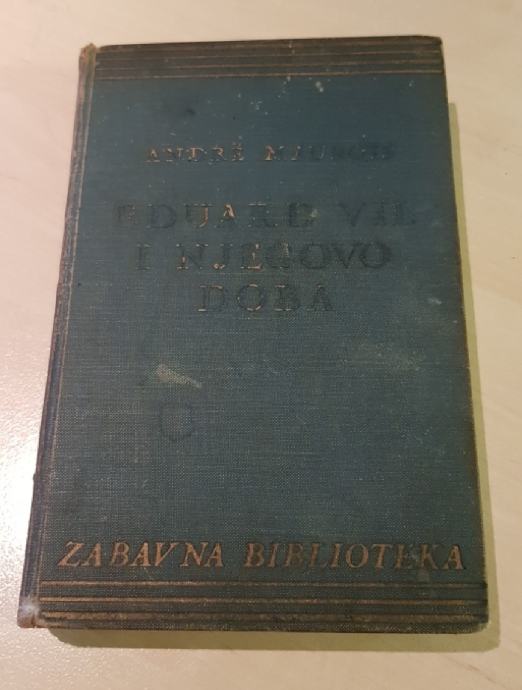 ANDRÉ MAUROIS
EDUARD VII.
I NJEGOVO
DOBA
ZABAVNA BIBLIOTEKA